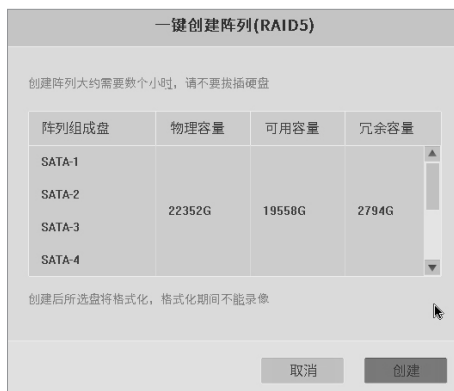 一键创建阵列(RAID5)
创建阵列大约需要数个小时，请不要拔插硬盘
阵列组成盘 物理容量 可用容量 冗余容量
SATA-1
SATA-2
22352G 19558G 2794G
SATA-3
SATA-4
创建后所选盘将格式化，格式化期间不能录像
取消 创建